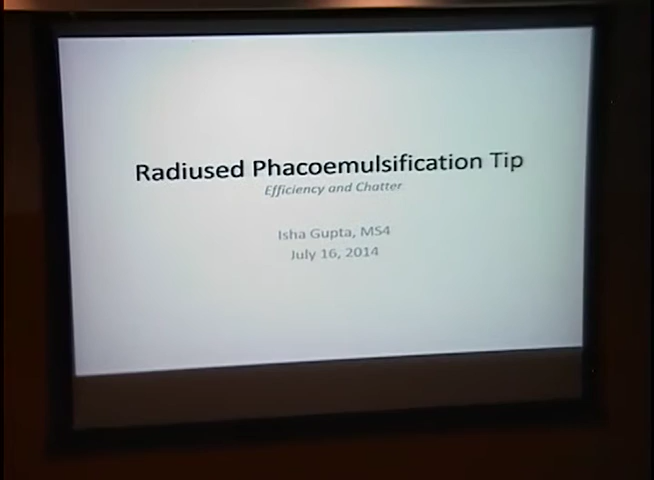 Radiused Phacoemulsification Tip
Efficiency and Chatter
Isha Gupta, MS4
July 16, 2014